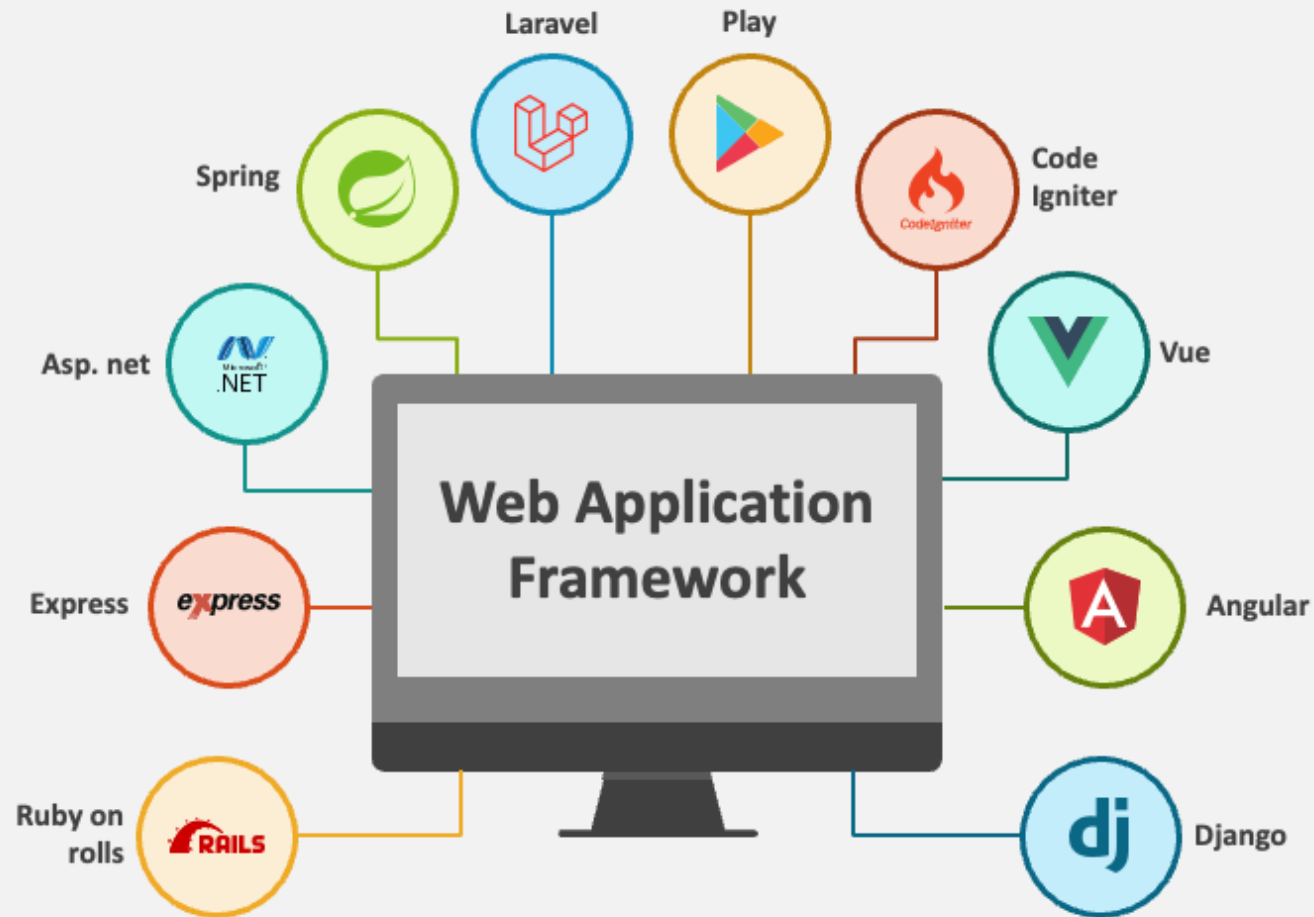 Laravel
Play
Spring
Code
Igniter
CodeIgniter
Asp. net
Microsoft
.NET
Vue
Web Application
Framework
Express
express
Angular
Ruby on
rolls
RAILS
dj
Django